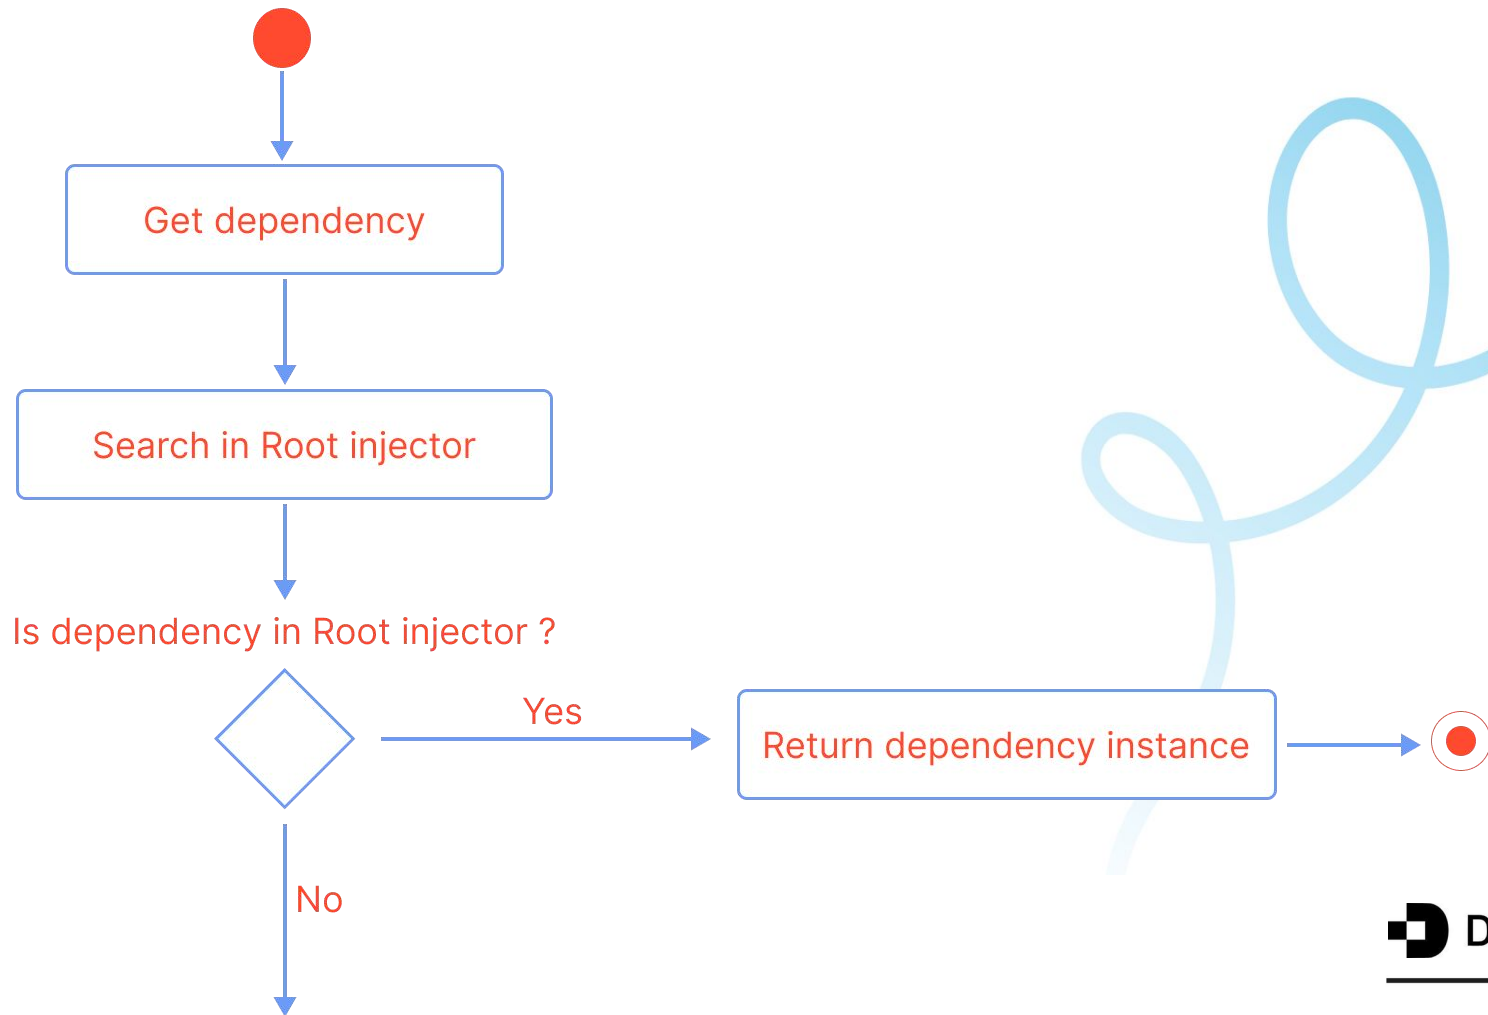 Get dependency
Search in Root injector
Is dependency in Root injector ?
Yes
Return dependency instance
No
D